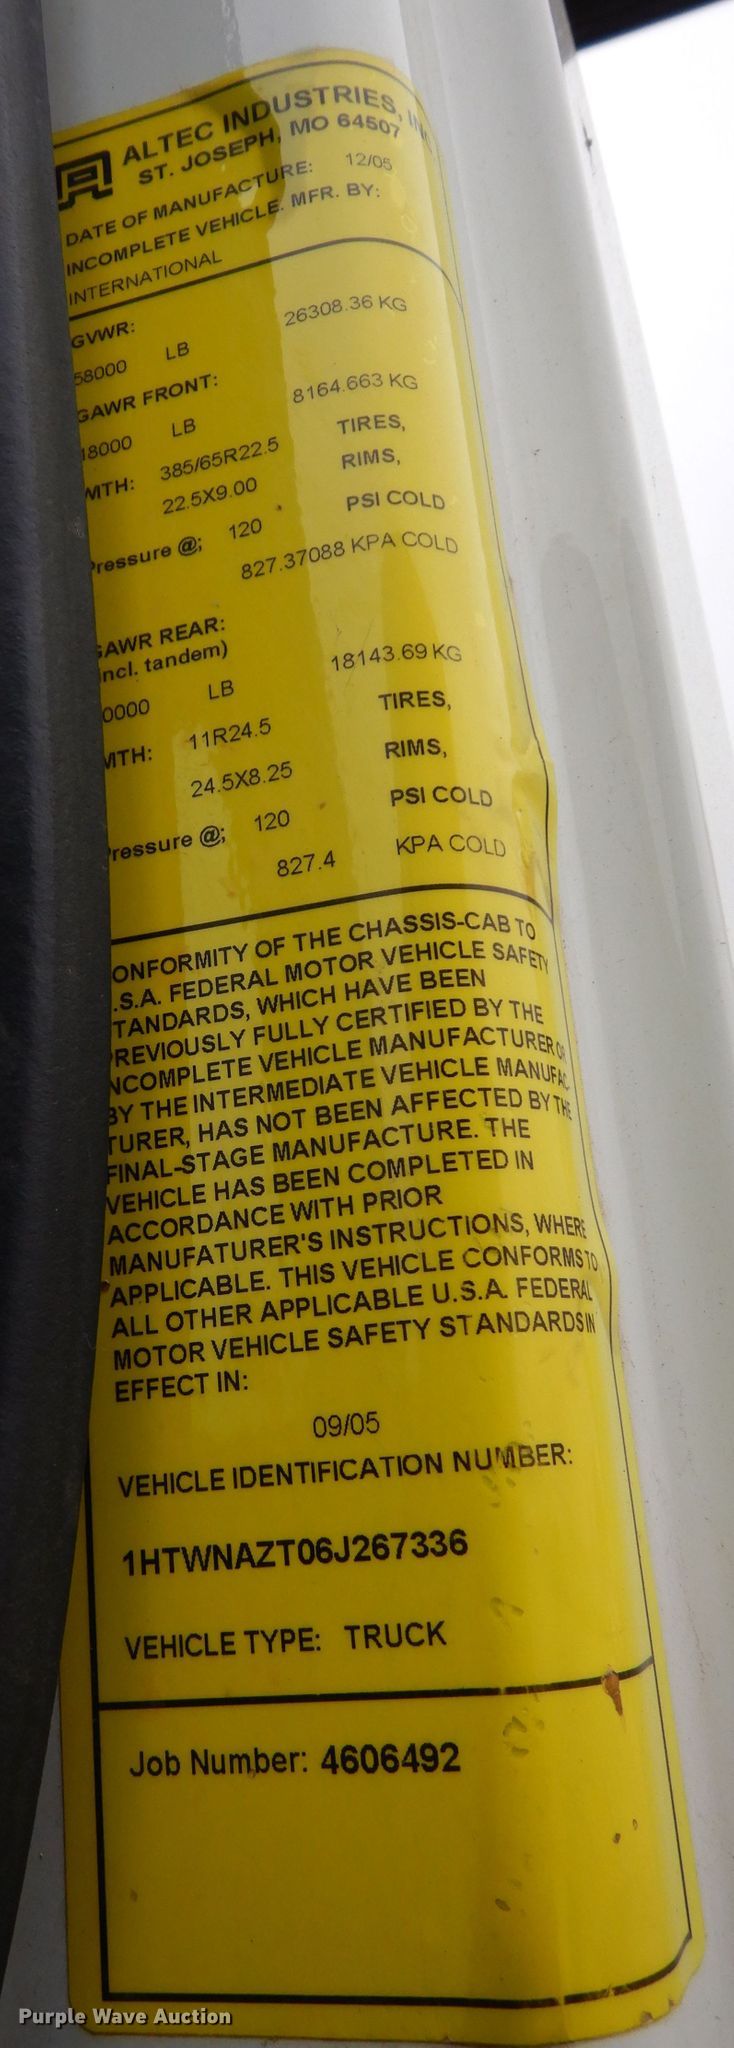 ALTEC INDUSTRIES, IN
ST. JOSEPH, MO 64507
DATE OF MANUFACTURE: 12/05
INCOMPLETE VEHICLE. MFR. BY:
INTERNATIONAL
GVWR: 26308.36 KG
58000 LB
GAWR FRONT: 8164.663 KG
18000 LB
MTH: 385/65R22.5 TIRES,
22.5X9.00 RIMS,
Pressure @; 120 PSI COLD
827.37088 KPA COLD
GAWR REAR:
incl. tandem) 18143.69 KG
0000 LB
MTH: 11R24.5 TIRES,
24.5X8.25 RIMS,
Pressure @; 120 PSI COLD
827.4 KPA COLD
ONFORMITY OF THE CHASSIS-CAB TO
.S.A. FEDERAL MOTOR VEHICLE SAFETY
TANDARDS, WHICH HAVE BEEN
PREVIOUSLY FULLY CERTIFIED BY THE
NCOMPLETE VEHICLE MANUFACTURER OR
BY THE INTERMEDIATE VEHICLE MANUFAC
TURER, HAS NOT BEEN AFFECTED BY THE
FINAL-STAGE MANUFACTURE. THE
VEHICLE HAS BEEN COMPLETED IN
ACCORDANCE WITH PRIOR
MANUFATURER'S INSTRUCTIONS, WHERE
APPLICABLE. THIS VEHICLE CONFORMS TO
ALL OTHER APPLICABLE U.S.A. FEDERAL
MOTOR VEHICLE SAFETY STANDARDS IN
EFFECT IN:
09/05
VEHICLE IDENTIFICATION NUMBER:
1HTWNAZT06J267336
VEHICLE TYPE: TRUCK
Job Number: 4606492
Purple Wave Auction